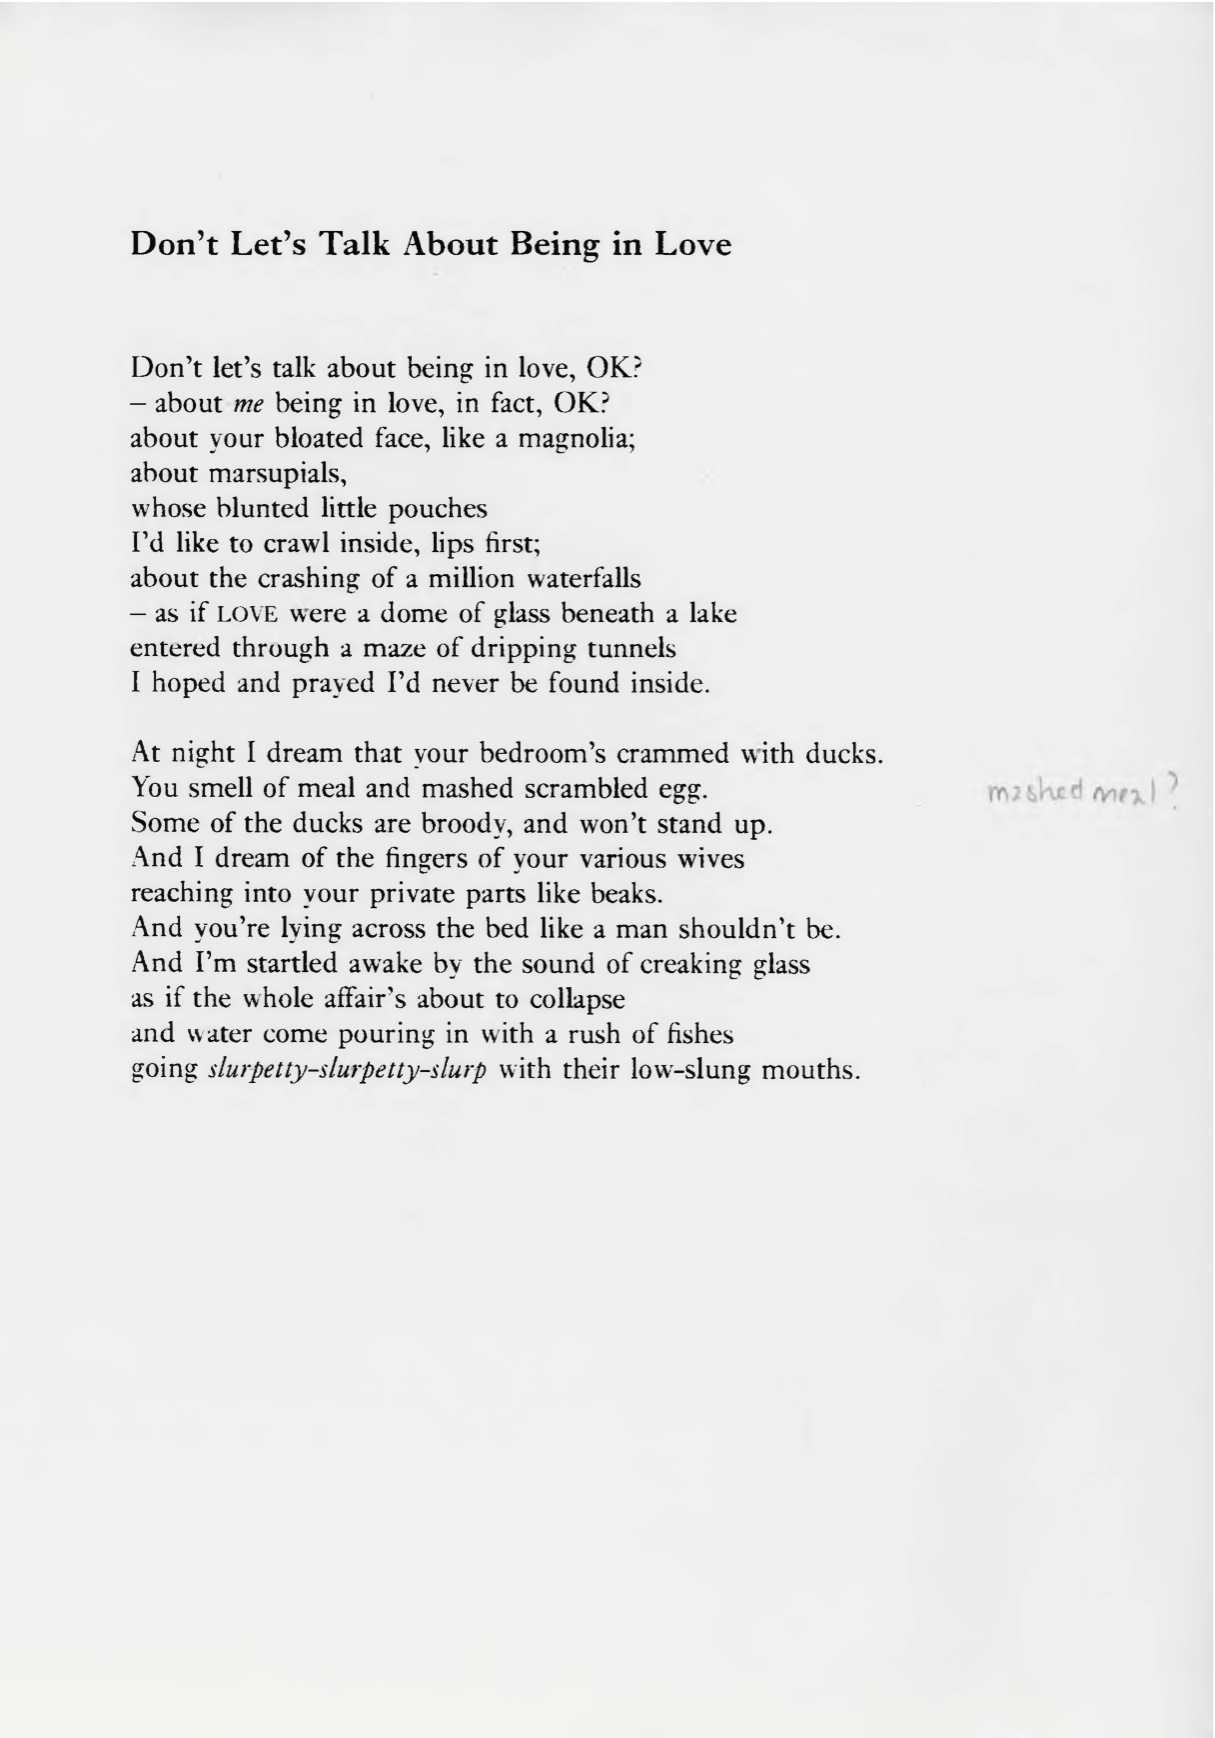 Don't Let's Talk About Being in Love
Don't let's talk about being in love, OK?
– about me being in love, in fact, OK?
about your bloated face, like a magnolia;
about marsupials,
whose blunted little pouches
I'd like to crawl inside, lips first;
about the crashing of a million waterfalls
– as if LOVE were a dome of glass beneath a lake
entered through a maze of dripping tunnels
I hoped and prayed I'd never be found inside.
At night I dream that your bedroom's crammed with ducks.
You smell of meal and mashed scrambled egg. mashed meal?
Some of the ducks are broody, and won't stand up.
And I dream of the fingers of your various wives
reaching into your private parts like beaks.
And you're lying across the bed like a man shouldn't be.
And I'm startled awake by the sound of creaking glass
as if the whole affair's about to collapse
and water come pouring in with a rush of fishes
going slurpetty-slurpetty-slurp with their low-slung mouths.